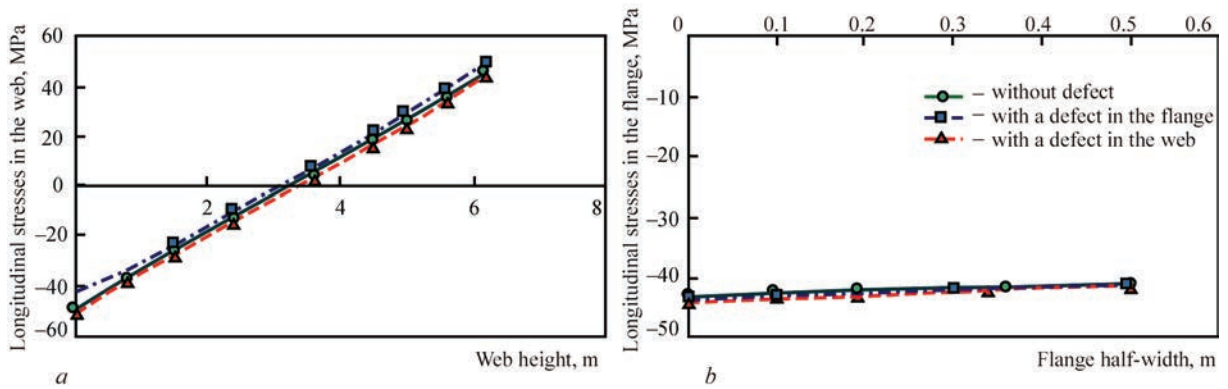 Longitudinal stresses in the web, MPa
60
40
20
0
–20
–40
–60
2
4
6
8
Web height, m
a
b
0
0.1
0.2
0.3
0.4
0.5
0.6
Longitudinal stresses in the flange, MPa
–10
–20
–30
–40
–50
– without defect
– with a defect in the flange
– with a defect in the web
Flange half-width, m